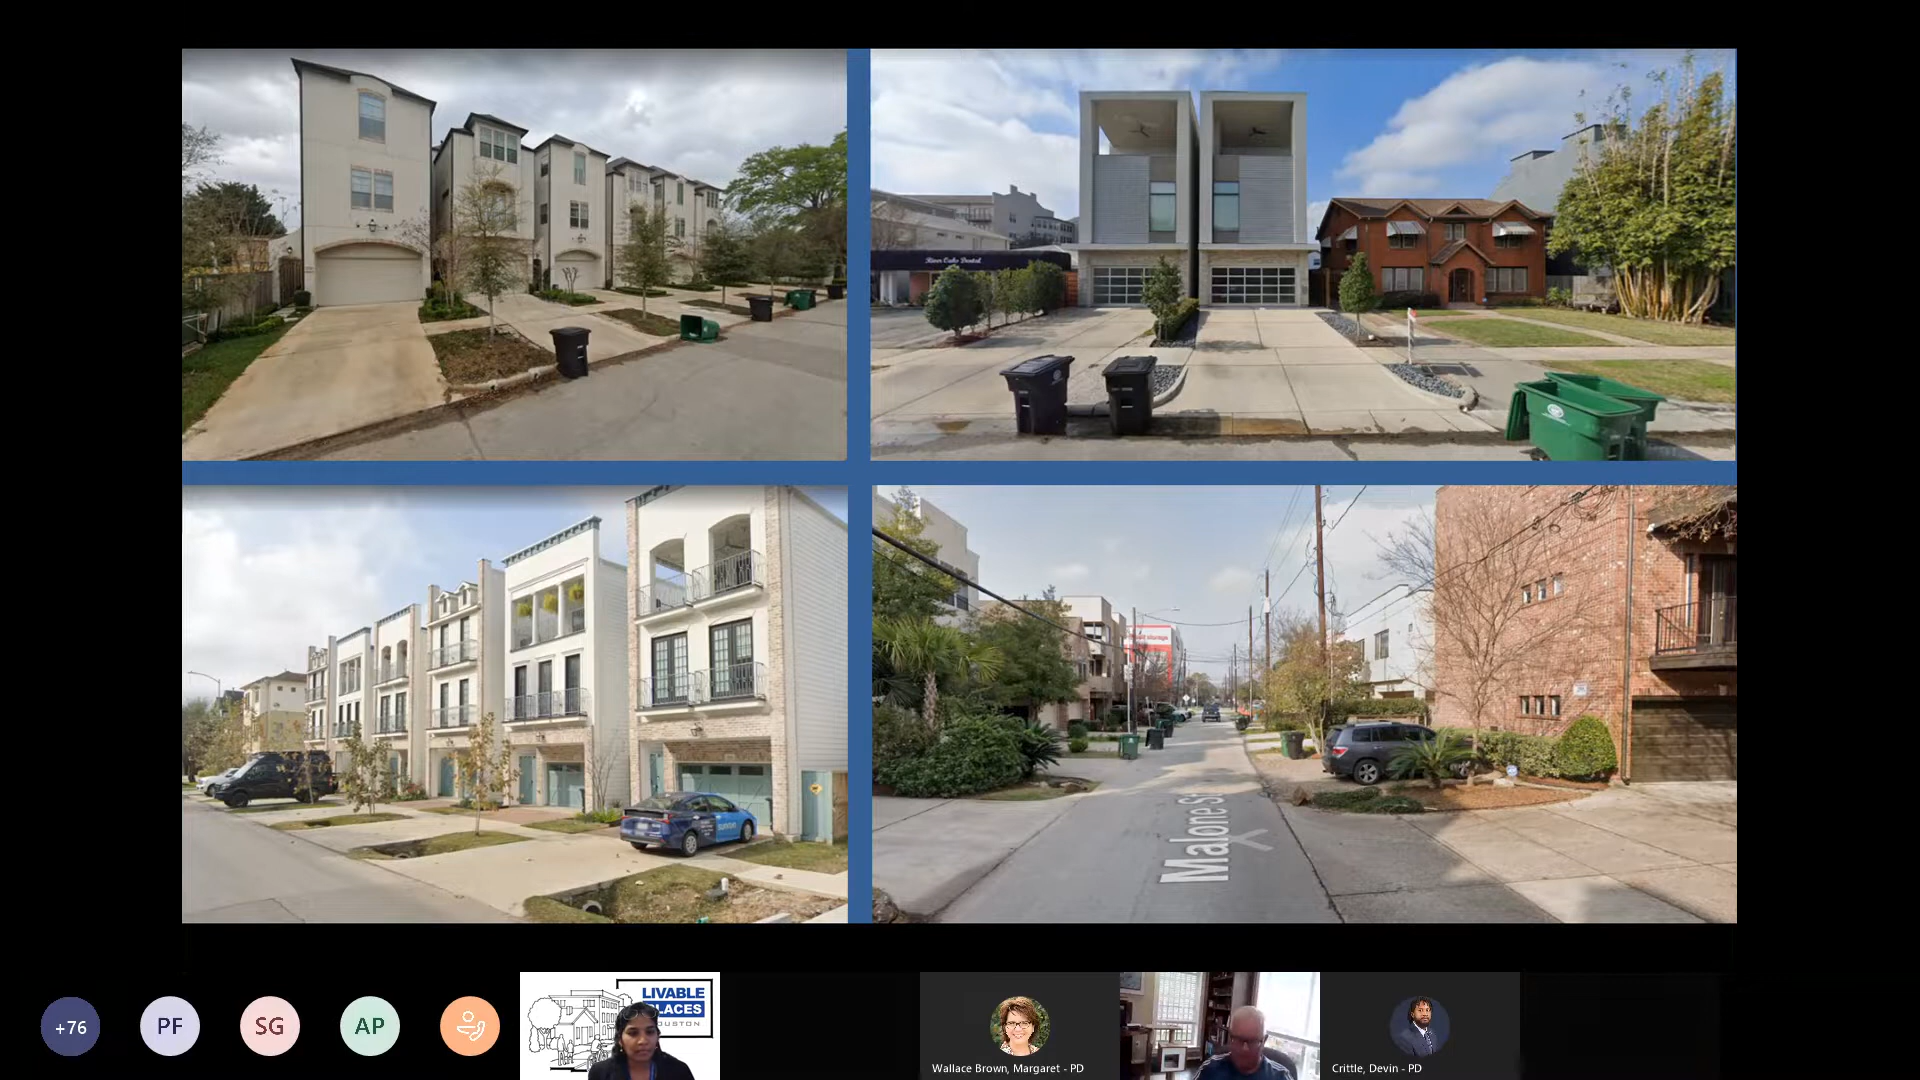 River Oaks Dental
Malone St
sunrun
+76
PF
SG
AP
LIVABLE
PLACES
HOUSTON
Wallace Brown, Margaret - PD
Crittle, Devin - PD